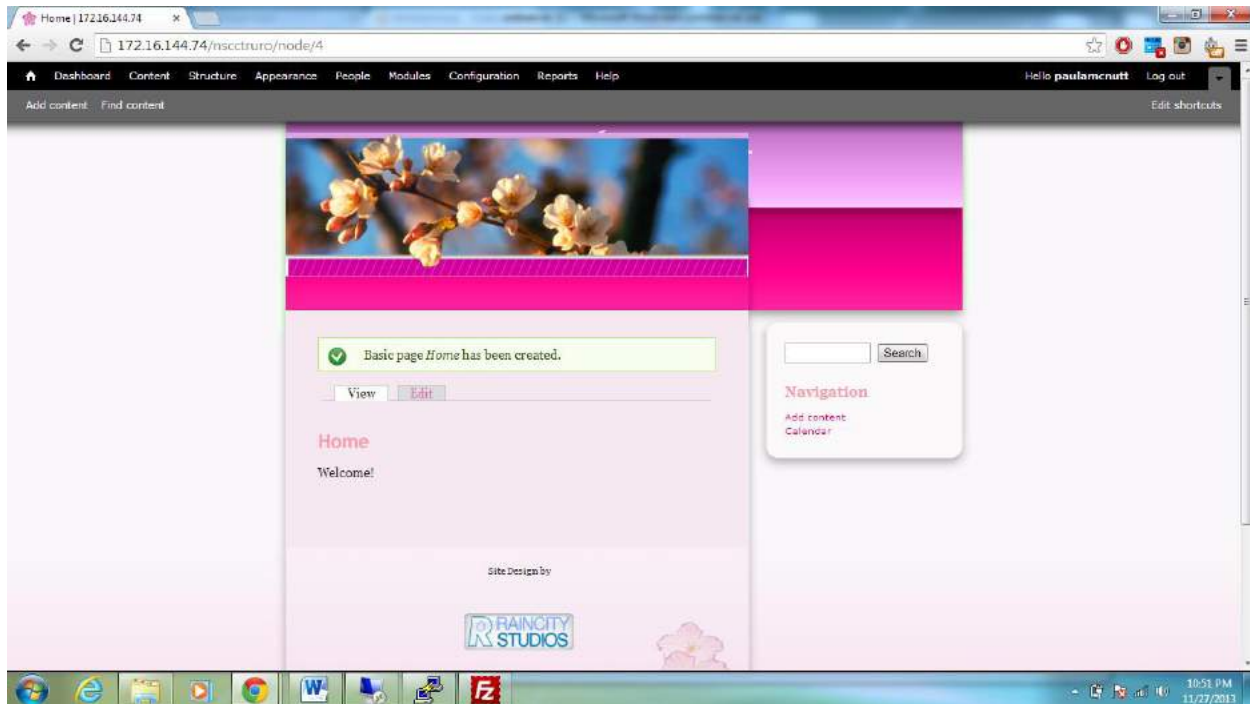 Home | 172.16.144.74
172.16.144.74/nscctruro/node/4
Dashboard Content Structure Appearance People Modules Configuration Reports Help
Hello paulamcnutt Log out
Add content Find content
Edit shortcuts
Basic page Home has been created.
View Edit
Home
Welcome!
Search
Navigation
Add content
Calendar
Site Design by
RAINCITY
STUDIOS
10:51 PM
11/27/2013